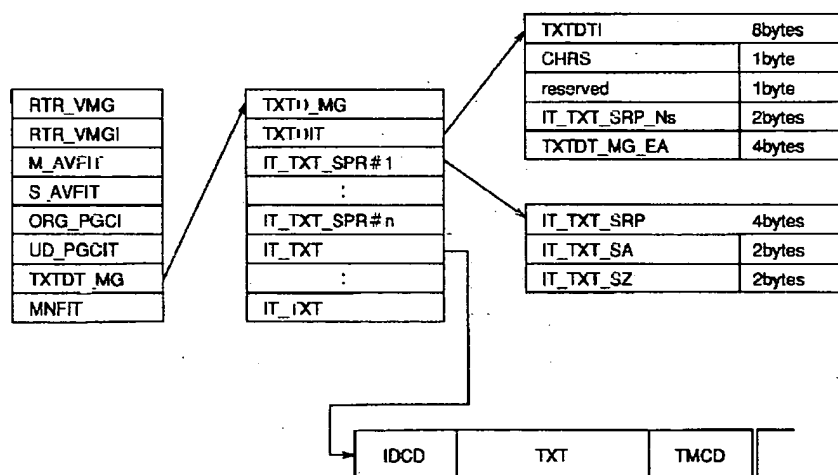 RTR_VMG
RTR_VMGI
M_AVFIT
S_AVFIT
ORG_PGCI
UD_PGCIT
TXTDT_MG
MNFIT
TXTD_MG
TXTDIT
IT_TXT_SPR#1
:
IT_TXT_SPR#n
IT_TXT
:
IT_TXT
TXTDTI 8bytes
CHRS 1byte
reserved 1byte
IT_TXT_SRP_Ns 2bytes
TXTDT_MG_EA 4bytes
IT_TXT_SRP 4bytes
IT_TXT_SA 2bytes
IT_TXT_SZ 2bytes
IDCD TXT TMCD